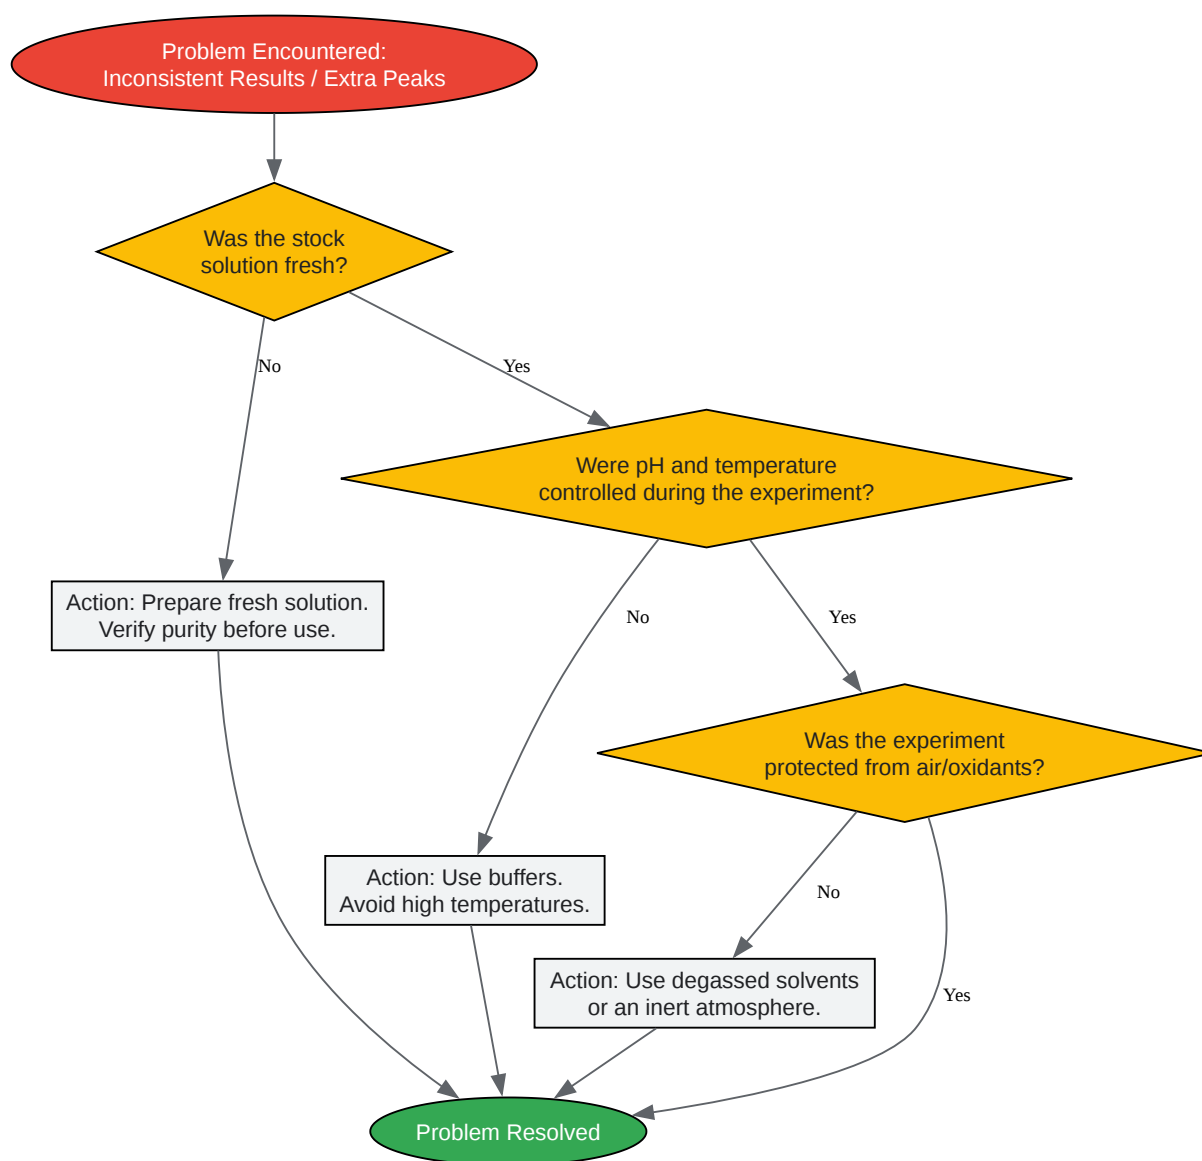 Problem Encountered:
Inconsistent Results / Extra Peaks
Was the stock
solution fresh?
No
Yes
Were pH and temperature
controlled during the experiment?
Action: Prepare fresh solution.
Verify purity before use.
No
Yes
Was the experiment
protected from air/oxidants?
Action: Use buffers.
Avoid high temperatures.
No
Action: Use degassed solvents
or an inert atmosphere.
Yes
Problem Resolved